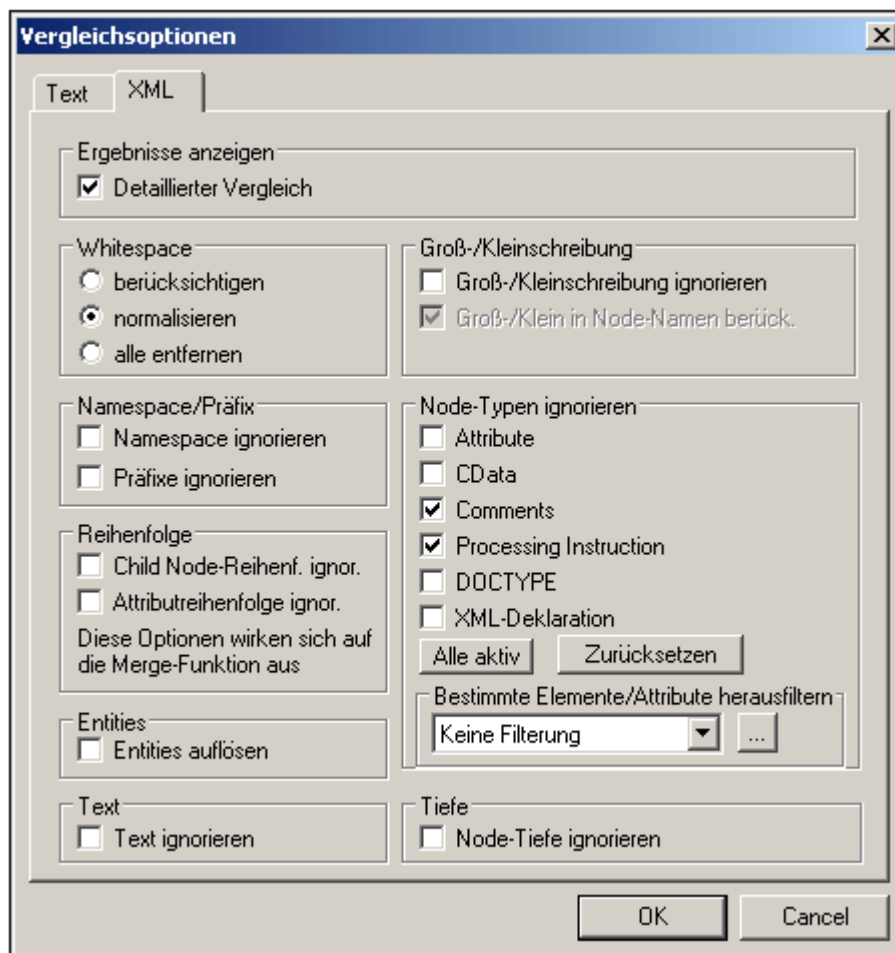 Vergleichsoptionen
Text
XML
Ergebnisse anzeigen
Detaillierter Vergleich
Whitespace
berücksichtigen
normalisieren
alle entfernen
Groß-/Kleinschreibung
Groß-/Kleinschreibung ignorieren
Groß-/Klein in Node-Namen berück.
Namespace/Präfix
Namespace ignorieren
Präfixe ignorieren
Node-Typen ignorieren
Attribute
CData
Comments
Processing Instruction
DOCTYPE
XML-Deklaration
Alle aktiv
Zurücksetzen
Bestimmte Elemente/Attribute herausfiltern
Keine Filterung
...
Reihenfolge
Child Node-Reihenf. ignor.
Attributreihenfolge ignor.
Diese Optionen wirken sich auf
die Merge-Funktion aus
Entities
Entities auflösen
Text
Text ignorieren
Tiefe
Node-Tiefe ignorieren
OK
Cancel